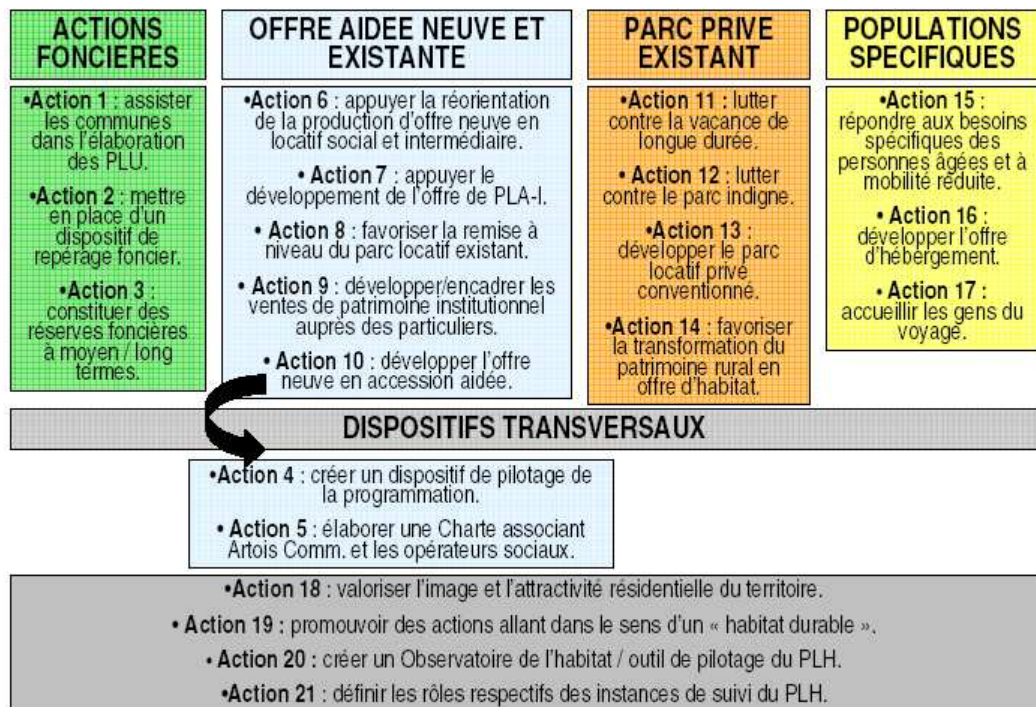 ACTIONS
FONCIERES
•Action 1 : assister
les communes
dans l'élaboration
des PLU.
•Action 2 : mettre
en place d'un
dispositif de
repérage foncier.
•Action 3 :
constituer des
réserves foncières
à moyen / long
termes.
OFFRE AIDEE NEUVE ET
EXISTANTE
•Action 6 : appuyer la réorientation
de la production d'offre neuve en
locatif social et intermédiaire.
•Action 7 : appuyer le
développement de l'offre de PLA-I.
• Action 8 : favoriser la remise à
niveau du parc locatif existant.
• Action 9 : développer/encadrer les
ventes de patrimoine institutionnel
auprès des particuliers.
• Action 10 : développer l'offre
neuve en accession aidée.
PARC PRIVE
EXISTANT
•Action 11 : lutter
contre la vacance de
longue durée.
•Action 12 : lutter
contre le parc indigne.
•Action 13 :
développer le parc
locatif privé
conventionné.
•Action 14 : favoriser
la transformation du
patrimoine rural en
offre d'habitat.
POPULATIONS
SPECIFIQUES
•Action 15 :
répondre aux besoins
spécifiques des
personnes âgées et à
mobilité réduite.
•Action 16 :
développer l'offre
d'hébergement.
• Action 17 :
accueillir les gens du
voyage.
DISPOSITIFS TRANSVERSAUX
•Action 4 : créer un dispositif de pilotage de
la programmation.
• Action 5 : élaborer une Charte associant
Artois Comm. et les opérateurs sociaux.
•Action 18 : valoriser l'image et l'attractivité résidentielle du territoire.
• Action 19 : promouvoir des actions allant dans le sens d'un « habitat durable ».
• Action 20 : créer un Observatoire de l'habitat / outil de pilotage du PLH.
•Action 21 : définir les rôles respectifs des instances de suivi du PLH.